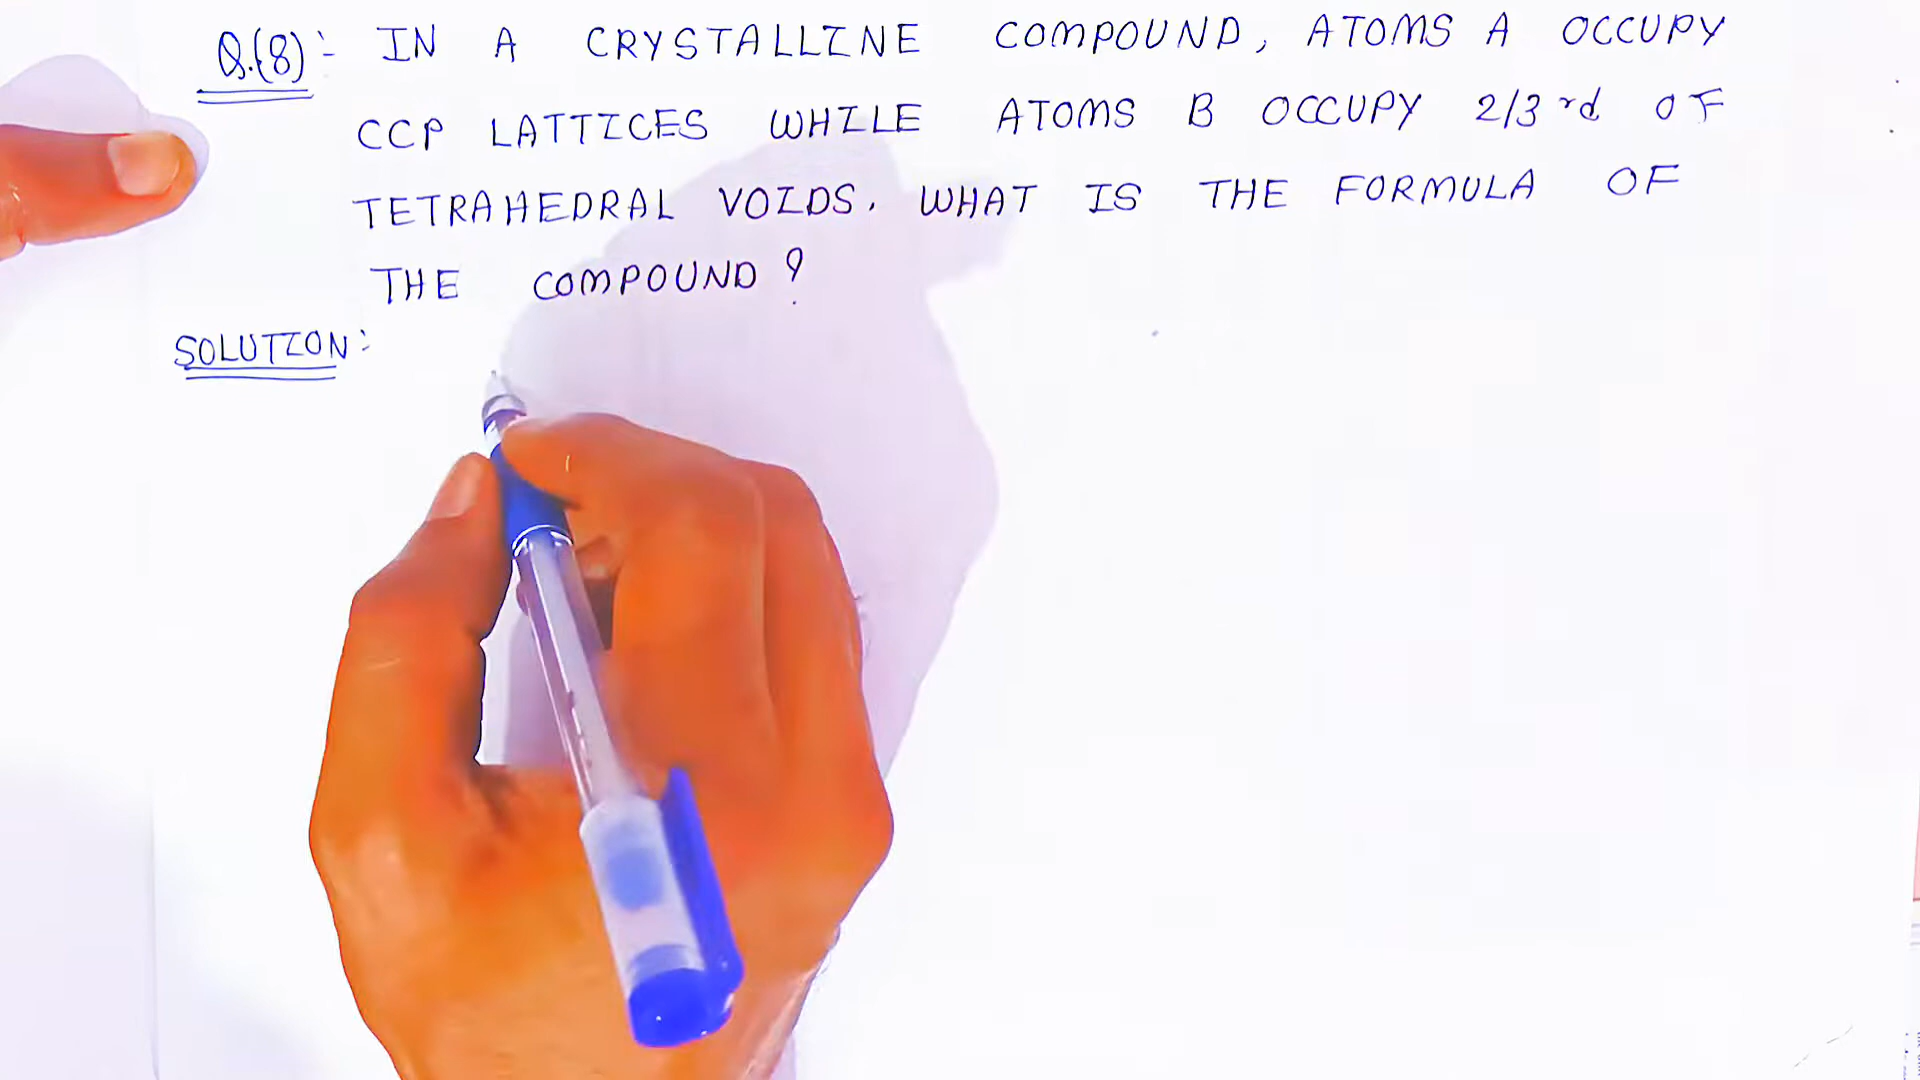 Q.(8):- IN A CRYSTALLINE COMPOUND, ATOMS A OCCUPY
CCP LATTICES WHILE ATOMS B OCCUPY 2/3rd OF
TETRAHEDRAL VOIDS. WHAT IS THE FORMULA OF
THE COMPOUND?
SOLUTION:-